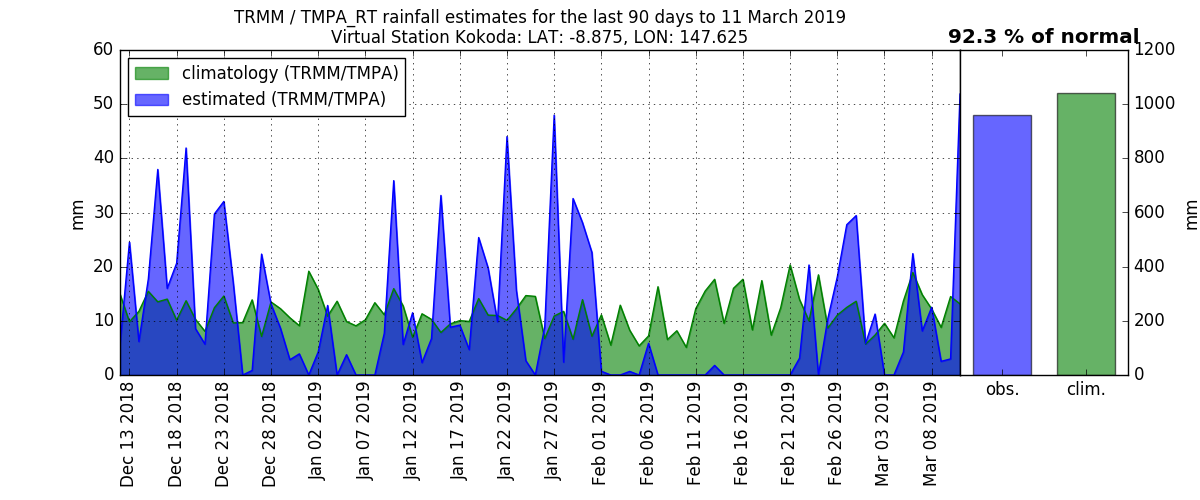 TRMM / TMPA_RT rainfall estimates for the last 90 days to 11 March 2019
Virtual Station Kokoda: LAT: -8.875, LON: 147.625
92.3 % of normal
climatology (TRMM/TMPA)
estimated (TRMM/TMPA)
60
50
40
30
20
10
0
mm
1200
1000
800
600
400
200
0
mm
Dec 13 2018
Dec 18 2018
Dec 23 2018
Dec 28 2018
Jan 02 2019
Jan 07 2019
Jan 12 2019
Jan 17 2019
Jan 22 2019
Jan 27 2019
Feb 01 2019
Feb 06 2019
Feb 11 2019
Feb 16 2019
Feb 21 2019
Feb 26 2019
Mar 03 2019
Mar 08 2019
obs.
clim.